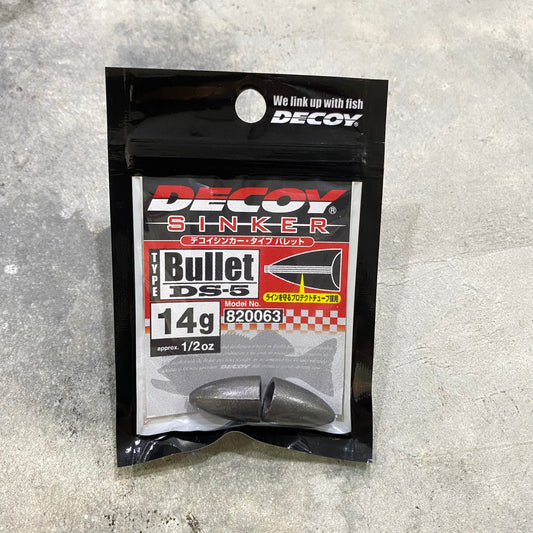 We link up with fish
DECOY®
DECOY®
SINKER
デコイシンカー・タイプ バレット
TYPE
Bullet
DS-5
ラインを守るプロテクトチューブ採用
Model No.
820063
14g
approx. 1/2oz
DECOY